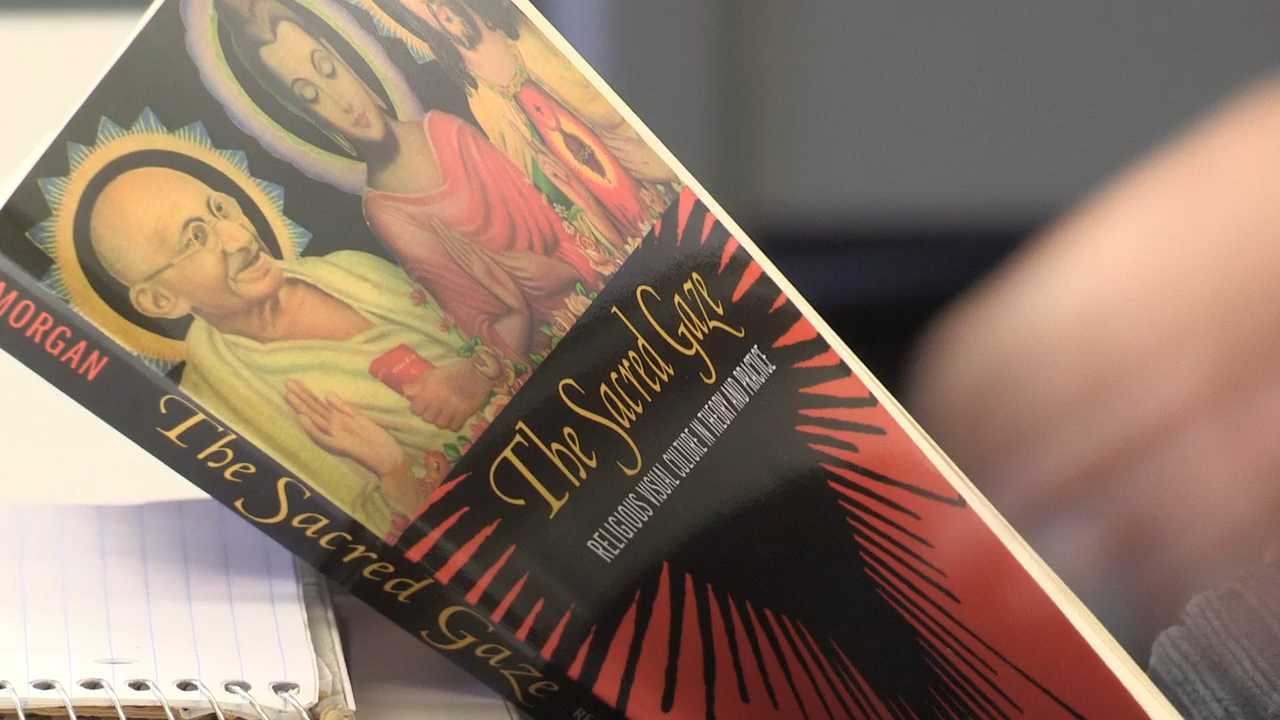 MORGAN
The Sacred Gaze
The Sacred Gaze
RELIGIOUS VISUAL CULTURE IN THEORY AND PRACTICE